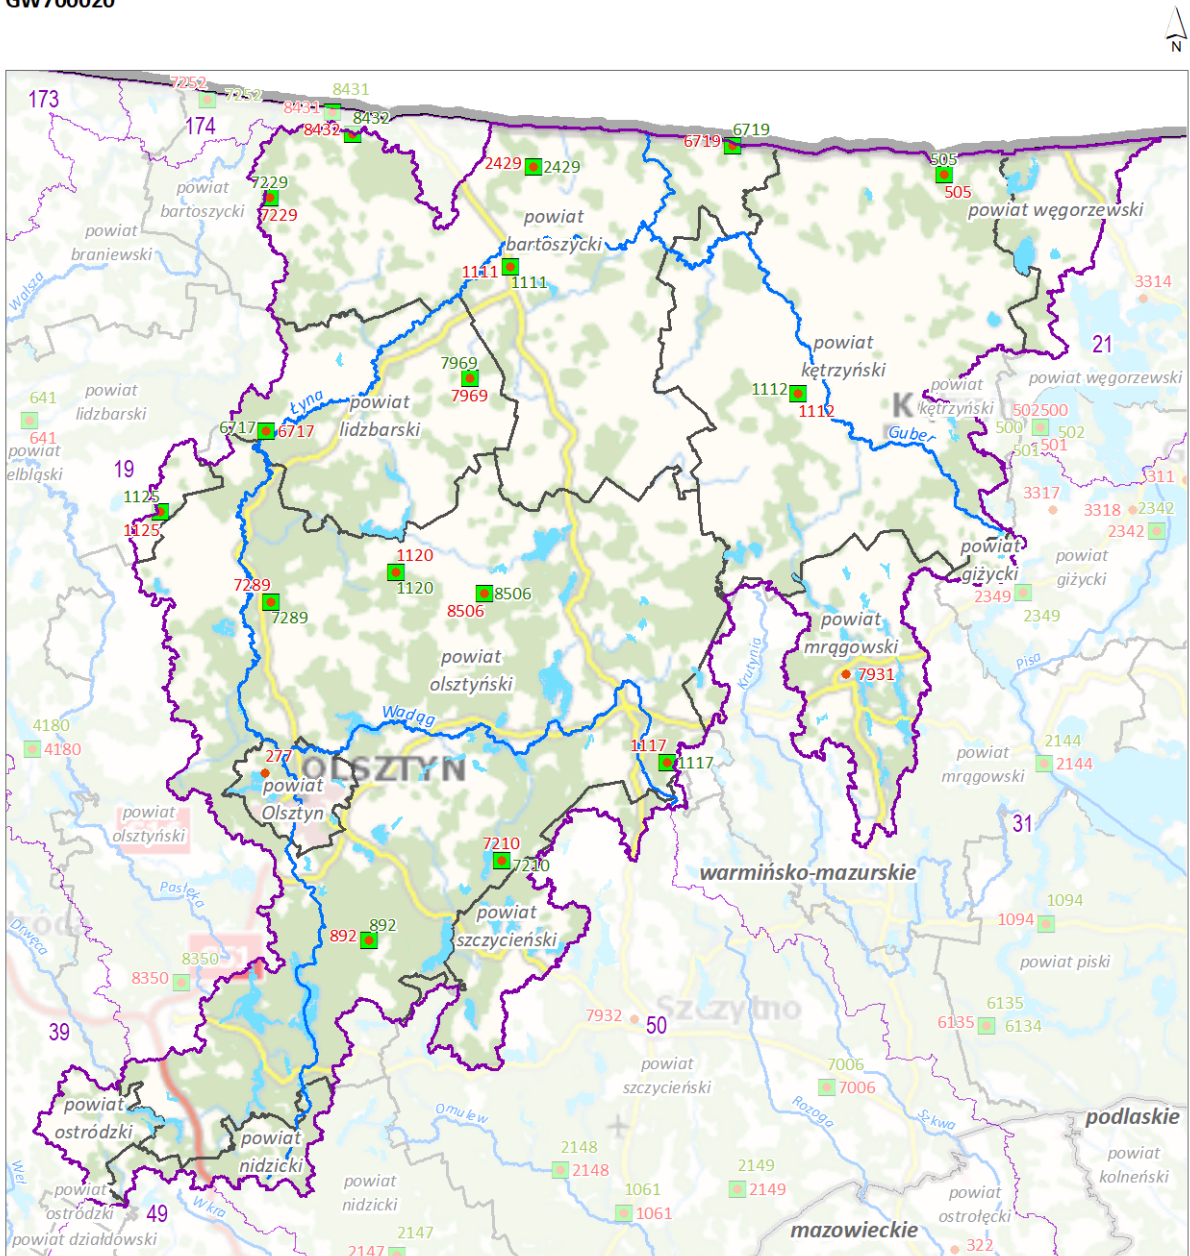 GW700020
N
7252
7252
8431
173
8431
8432
174
8432
6719
6719
505
505
2429
2429
7229
7229
powiat
bartoszycki
powiat
bartoszycki
powiat węgorzewski
powiat
braniewski
Wałsza
1111
1111
3314
21
powiat
kętrzyński
7969
7969
powiat węgorzewski
powiat
kętrzyński
powiat
lidzbarski
641
641
Łyna
powiat
lidzbarski
1112
1112
502500
500
502
501
501
6717
6717
Guber
powiat
elbląski
19
311
1125
1125
3317
3318
2342
2342
powiat
giżycki
powiat
giżycki
1120
1120
7289
7289
8506
8506
2349
2349
powiat
mrągowski
Krutynia
Pisa
powiat
olsztyński
7931
Wadąg
4180
4180
277
OLSZTYN
1117
1117
2144
2144
powiat
mrągowski
powiat
Olsztyn
powiat
olsztyński
31
7210
7210
warmińsko-mazurskie
Pasłęka
Drwęca
1094
1094
powiat
szczycieński
892
892
8350
8350
powiat piski
Szczytno
7932
50
6135
6135
6134
39
powiat
szczycieński
7006
7006
powiat
ostródzki
Omulew
Rozoga
Szkwa
podlaskie
powiat
nidzicki
2148
2148
powiat
kolneński
Wel
powiat
nidzicki
2149
2149
powiat
ostródzki
49
Wkra
1061
1061
powiat
ostrołęcki
powiat działdowski
2147
2147
mazowieckie
322